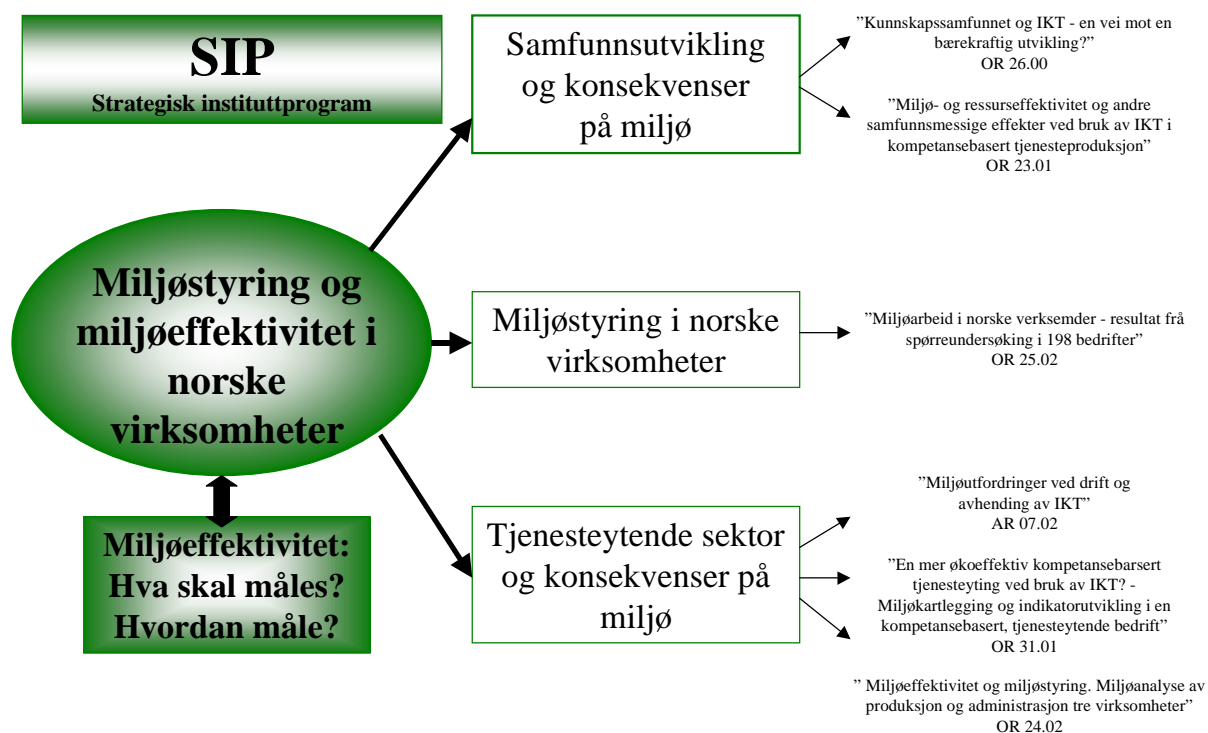 SIP
Strategisk instituttprogram
Samfunnsutvikling
og konsekvenser
på miljø
”Kunnskapssamfunnet og IKT - en vei mot en
bærekraftig utvikling?”
OR 26.00
”Miljø- og ressurseffektivitet og andre
samfunnsmessige effekter ved bruk av IKT i
kompetansebasert tjenesteproduksjon”
OR 23.01
Miljøstyring og
miljøeffektivitet i
norske
virksomheter
Miljøstyring i norske
virksomheter
”Miljøarbeid i norske verksemder - resultat frå
spørreundersøking i 198 bedrifter”
OR 25.02
Miljøeffektivitet:
Hva skal måles?
Hvordan måle?
Tjenesteytende sektor
og konsekvenser på
miljø
”Miljøutfordringer ved drift og
avhending av IKT”
AR 07.02
”En mer økoeffektiv kompetansebarsert
tjenesteyting ved bruk av IKT? -
Miljøkartlegging og indikatorutvikling i en
kompetansebasert, tjenesteytende bedrift”
OR 31.01
” Miljøeffektivitet og miljøstyring. Miljøanalyse av
produksjon og administrasjon tre virksomheter”
OR 24.02